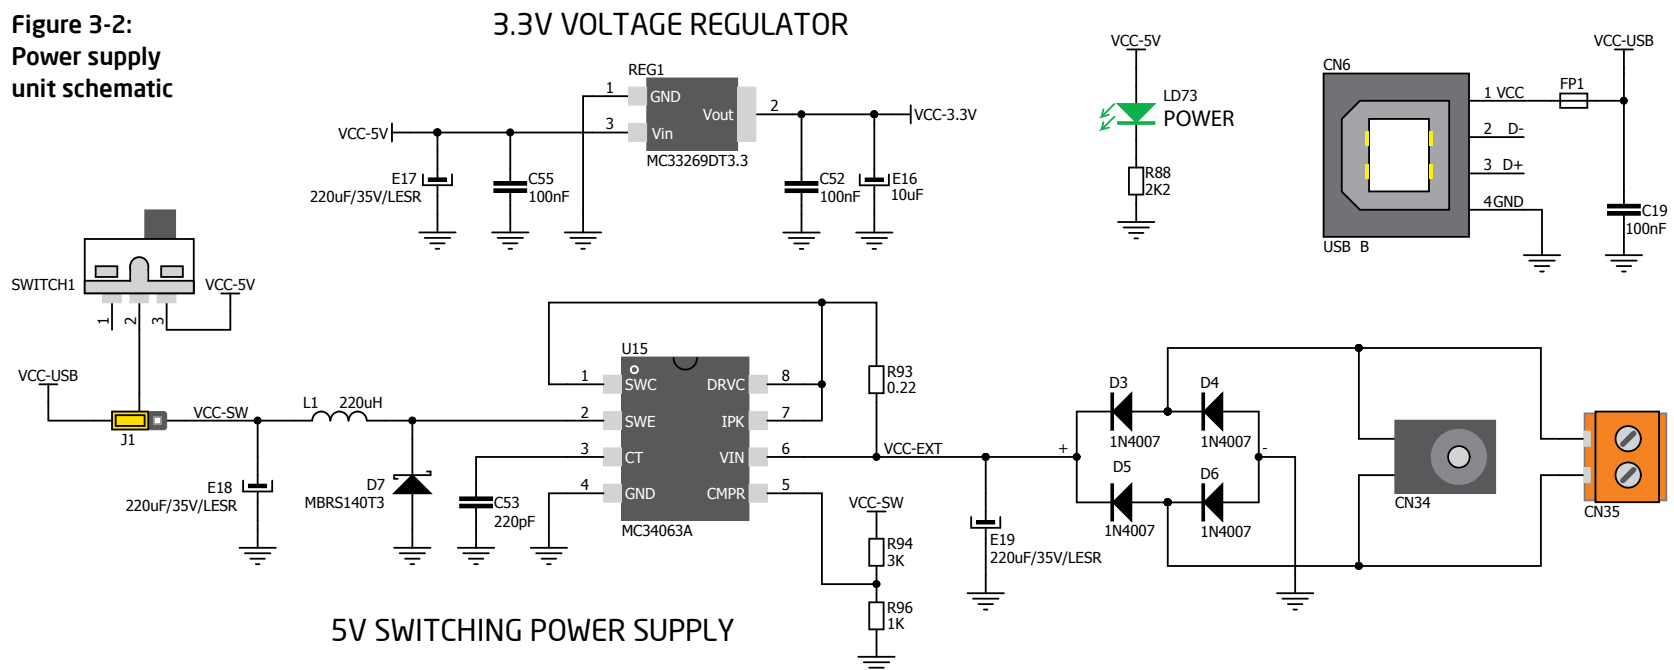 Figure 3-2:
Power supply
unit schematic
3.3V VOLTAGE REGULATOR
REG1
1
GND
Vout
2
VCC-3.3V
VCC-5V
3
Vin
MC33269DT3.3
E17
220uF/35V/LESR
C55
100nF
C52
100nF
E16
10uF
VCC-5V
LD73
POWER
R88
2K2
VCC-USB
CN6
1 VCC
FP1
2 D-
3 D+
4GND
USB B
C19
100nF
SWITCH1
VCC-5V
1
2
3
VCC-USB
J1
VCC-SW
L1 220uH
E18
220uF/35V/LESR
D7
MBRS140T3
C53
220pF
U15
1
SWC
DRVC
8
2
SWE
IPK
7
3
CT
VIN
6
4
GND
CMPR
5
MC34063A
R93
0.22
VCC-EXT
VCC-SW
R94
3K
R96
1K
E19
220uF/35V/LESR
+
-
D3
1N4007
D4
1N4007
D5
1N4007
D6
1N4007
CN34
CN35
5V SWITCHING POWER SUPPLY